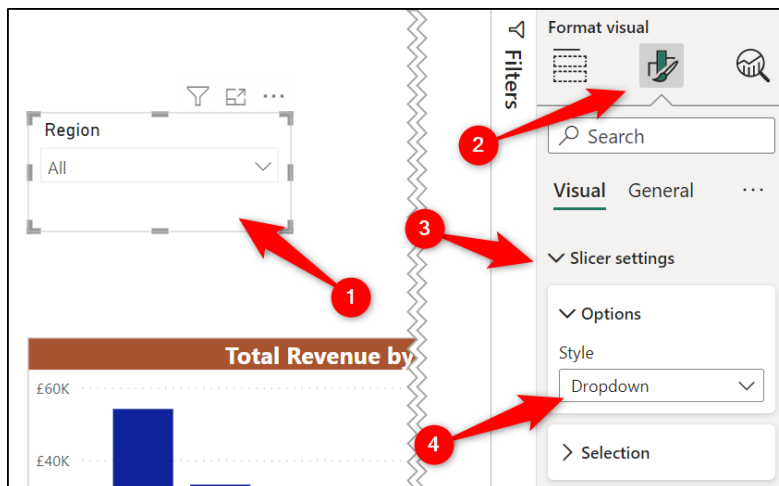 Region
All
1
Total Revenue by
£60K
£40K
Filters
Format visual
2
Search
Visual General
3
Slicer settings
Options
Style
Dropdown
4
Selection